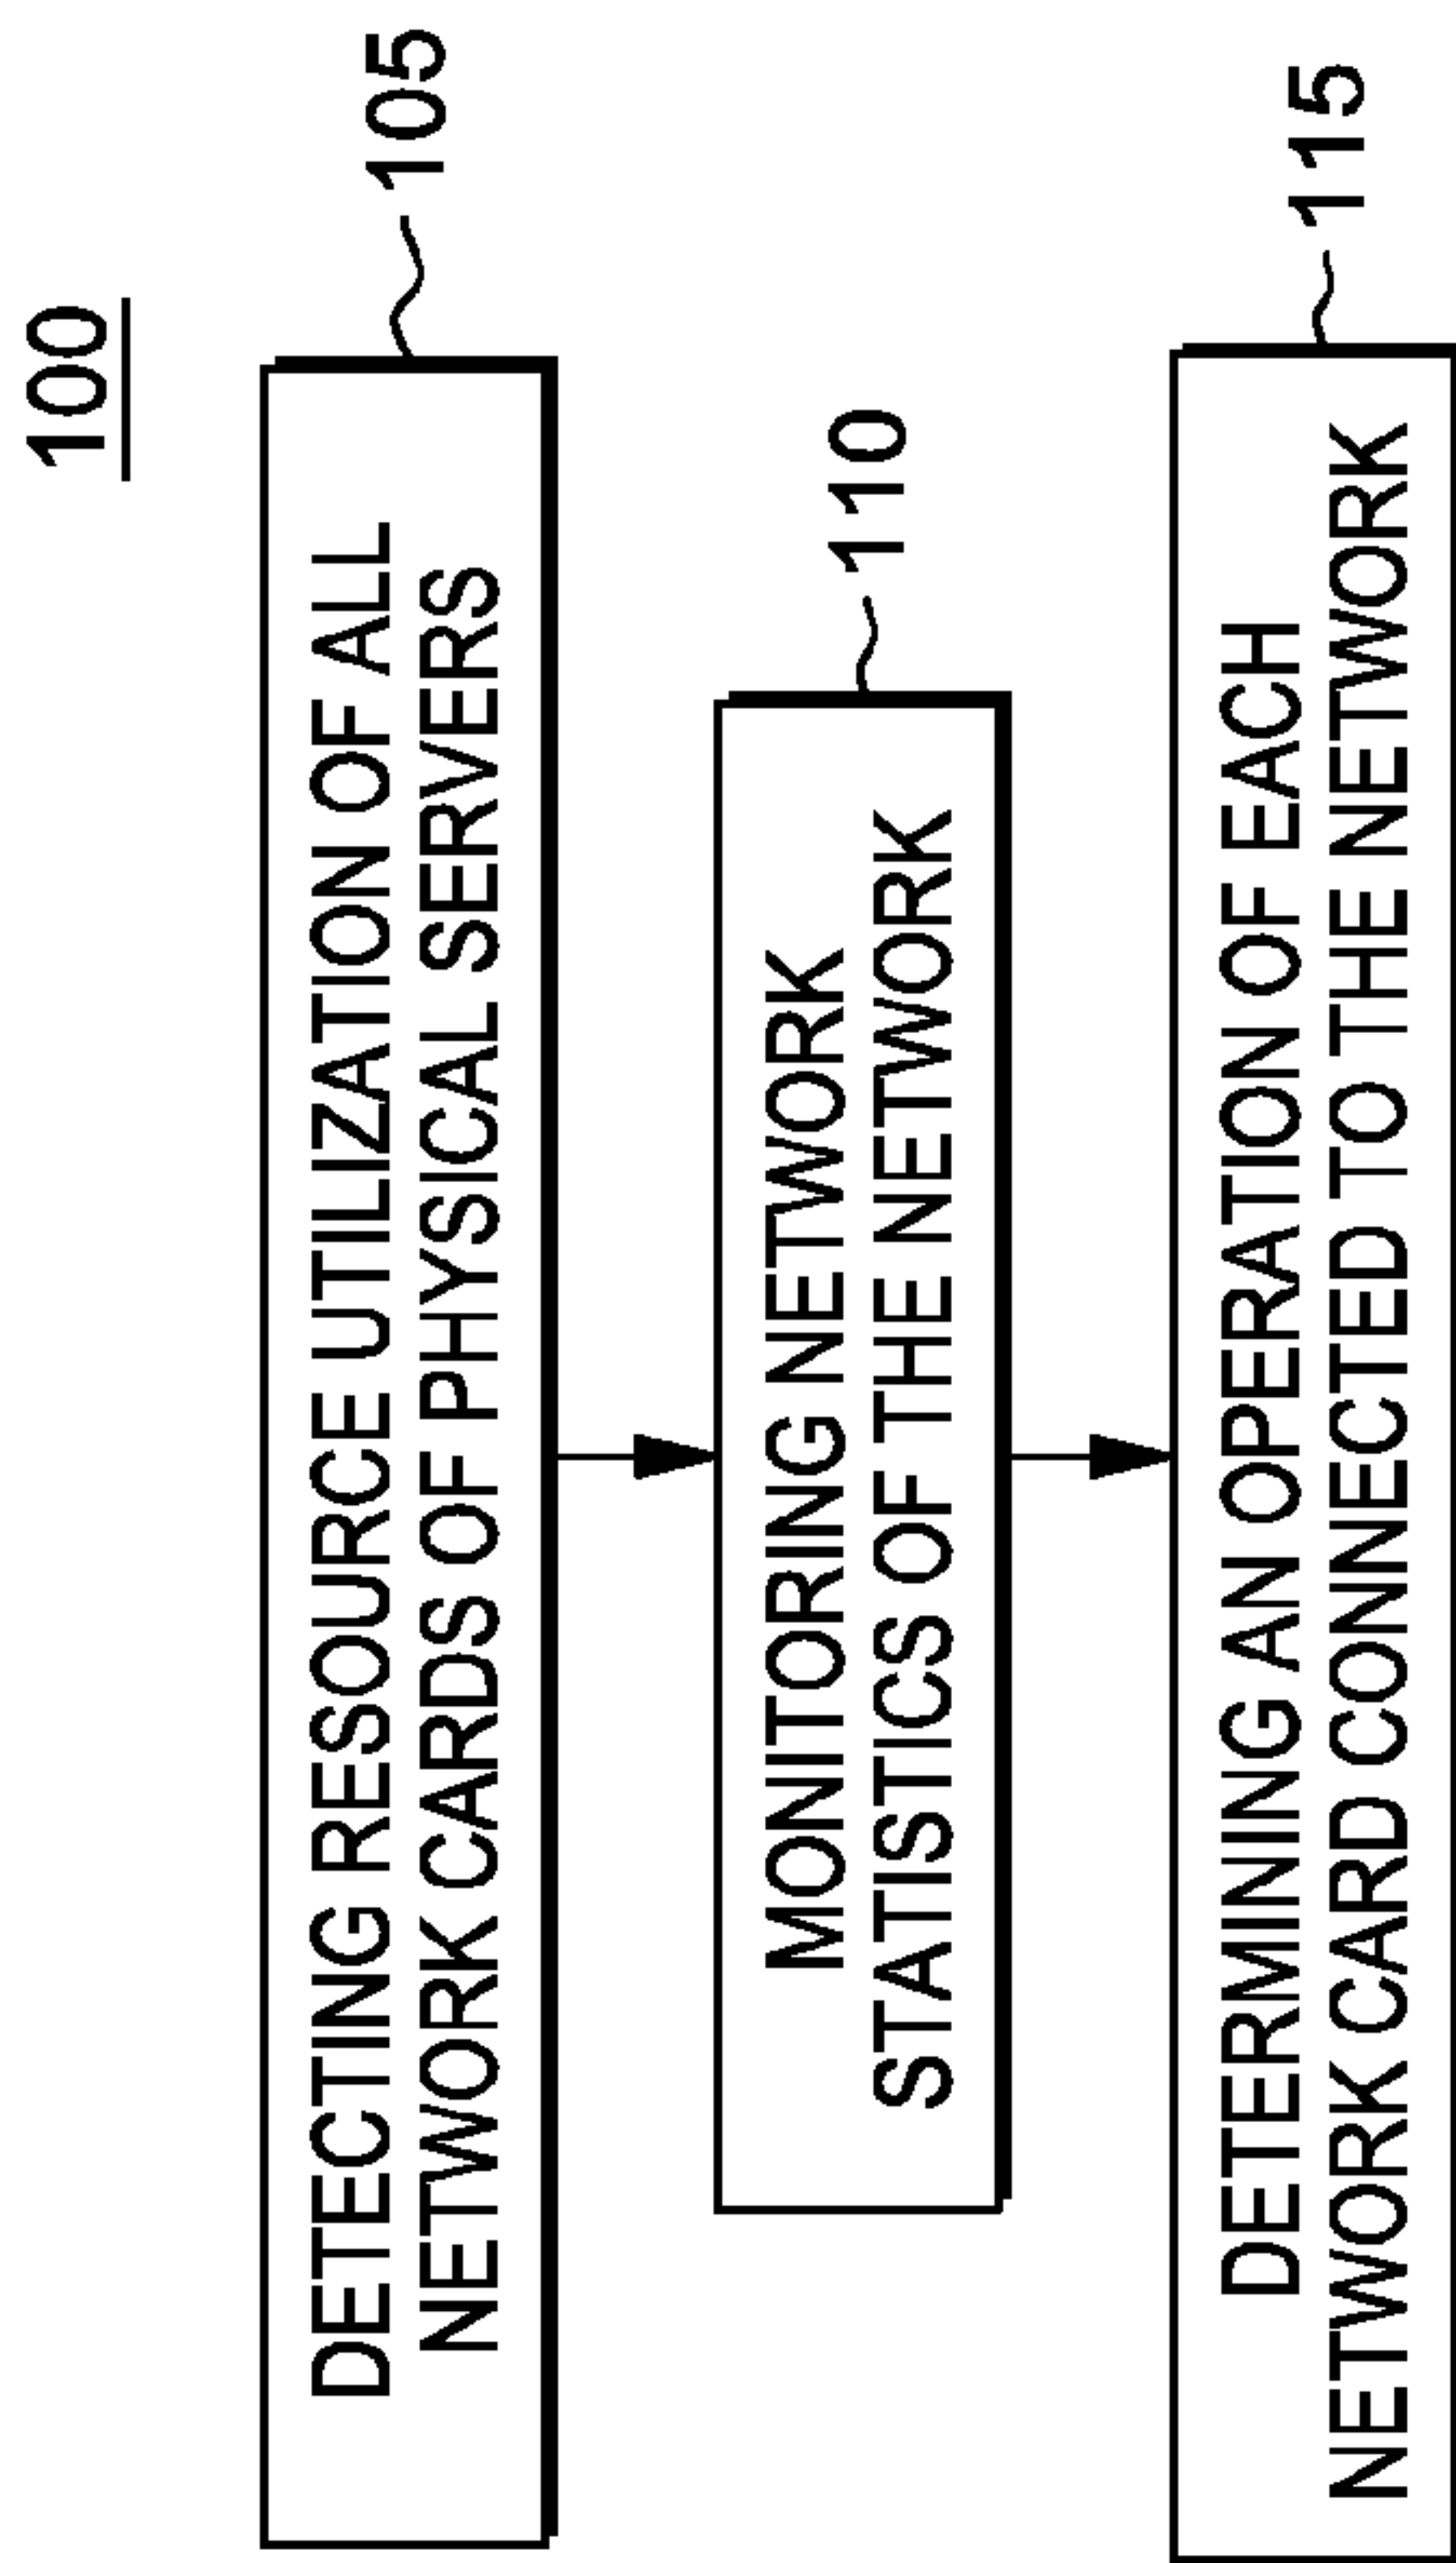 100
DETECTING RESOURCE UTILIZATION OF ALL
NETWORK CARDS OF PHYSICAL SERVERS
105
MONITORING NETWORK
STATISTICS OF THE NETWORK
110
DETERMINING AN OPERATION OF EACH
NETWORK CARD CONNECTED TO THE NETWORK
115